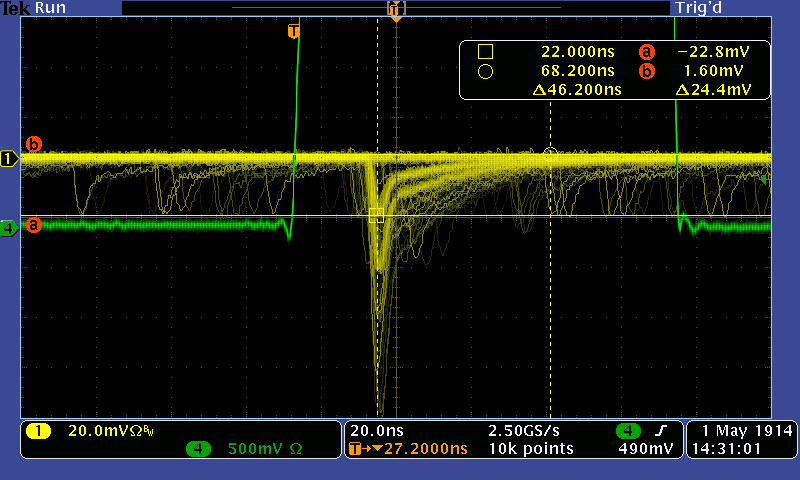 Tek Run Trig'd
T
T
22.000ns a −22.8mV
68.200ns b 1.60mV
Δ46.200ns Δ24.4mV
b
1
a
4
1 20.0mVΩBW
4 500mV Ω
20.0ns 2.50GS/s 4
T→▼27.2000ns 10k points 490mV
1 May 1914
14:31:01